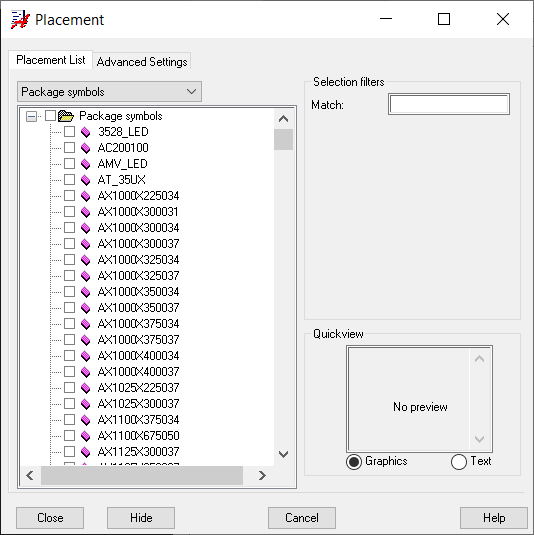 Placement
Placement List
Advanced Settings
Package symbols
Package symbols
3528_LED
AC200100
AMV_LED
AT_35UX
AX1000X225034
AX1000X300031
AX1000X300034
AX1000X300037
AX1000X325034
AX1000X325037
AX1000X350034
AX1000X350037
AX1000X375034
AX1000X375037
AX1000X400034
AX1000X400037
AX1025X225037
AX1025X300037
AX1100X375034
AX1100X675050
AX1125X300037
Selection filters
Match:
Quickview
No preview
Graphics
Text
Close
Hide
Cancel
Help